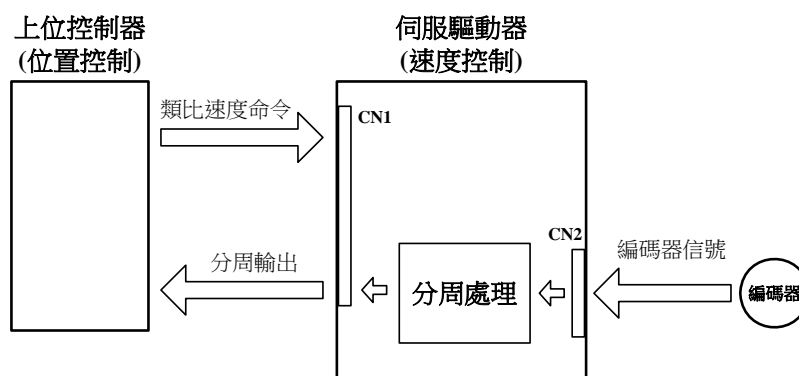 上位控制器
(位置控制)
伺服驅動器
(速度控制)
類比速度命令
CN1
分周輸出
分周處理
CN2
編碼器信號
編碼器